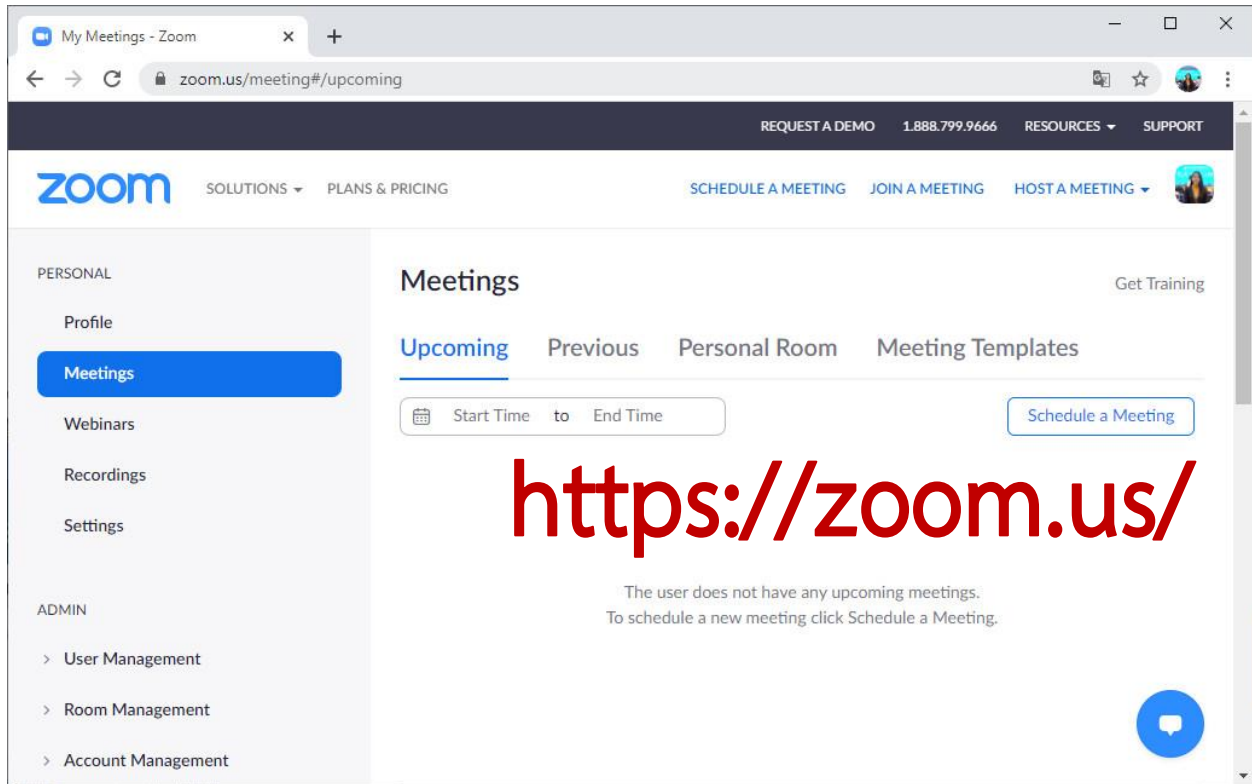 My Meetings - Zoom
zoom.us/meeting#/upcoming
REQUEST A DEMO 1.888.799.9666 RESOURCES SUPPORT
zoom SOLUTIONS PLANS & PRICING SCHEDULE A MEETING JOIN A MEETING HOST A MEETING
PERSONAL
Profile
Meetings
Webinars
Recordings
Settings
ADMIN
User Management
Room Management
Account Management
Meetings
Get Training
Upcoming Previous Personal Room Meeting Templates
Start Time to End Time
Schedule a Meeting
https://zoom.us/
The user does not have any upcoming meetings.
To schedule a new meeting click Schedule a Meeting.